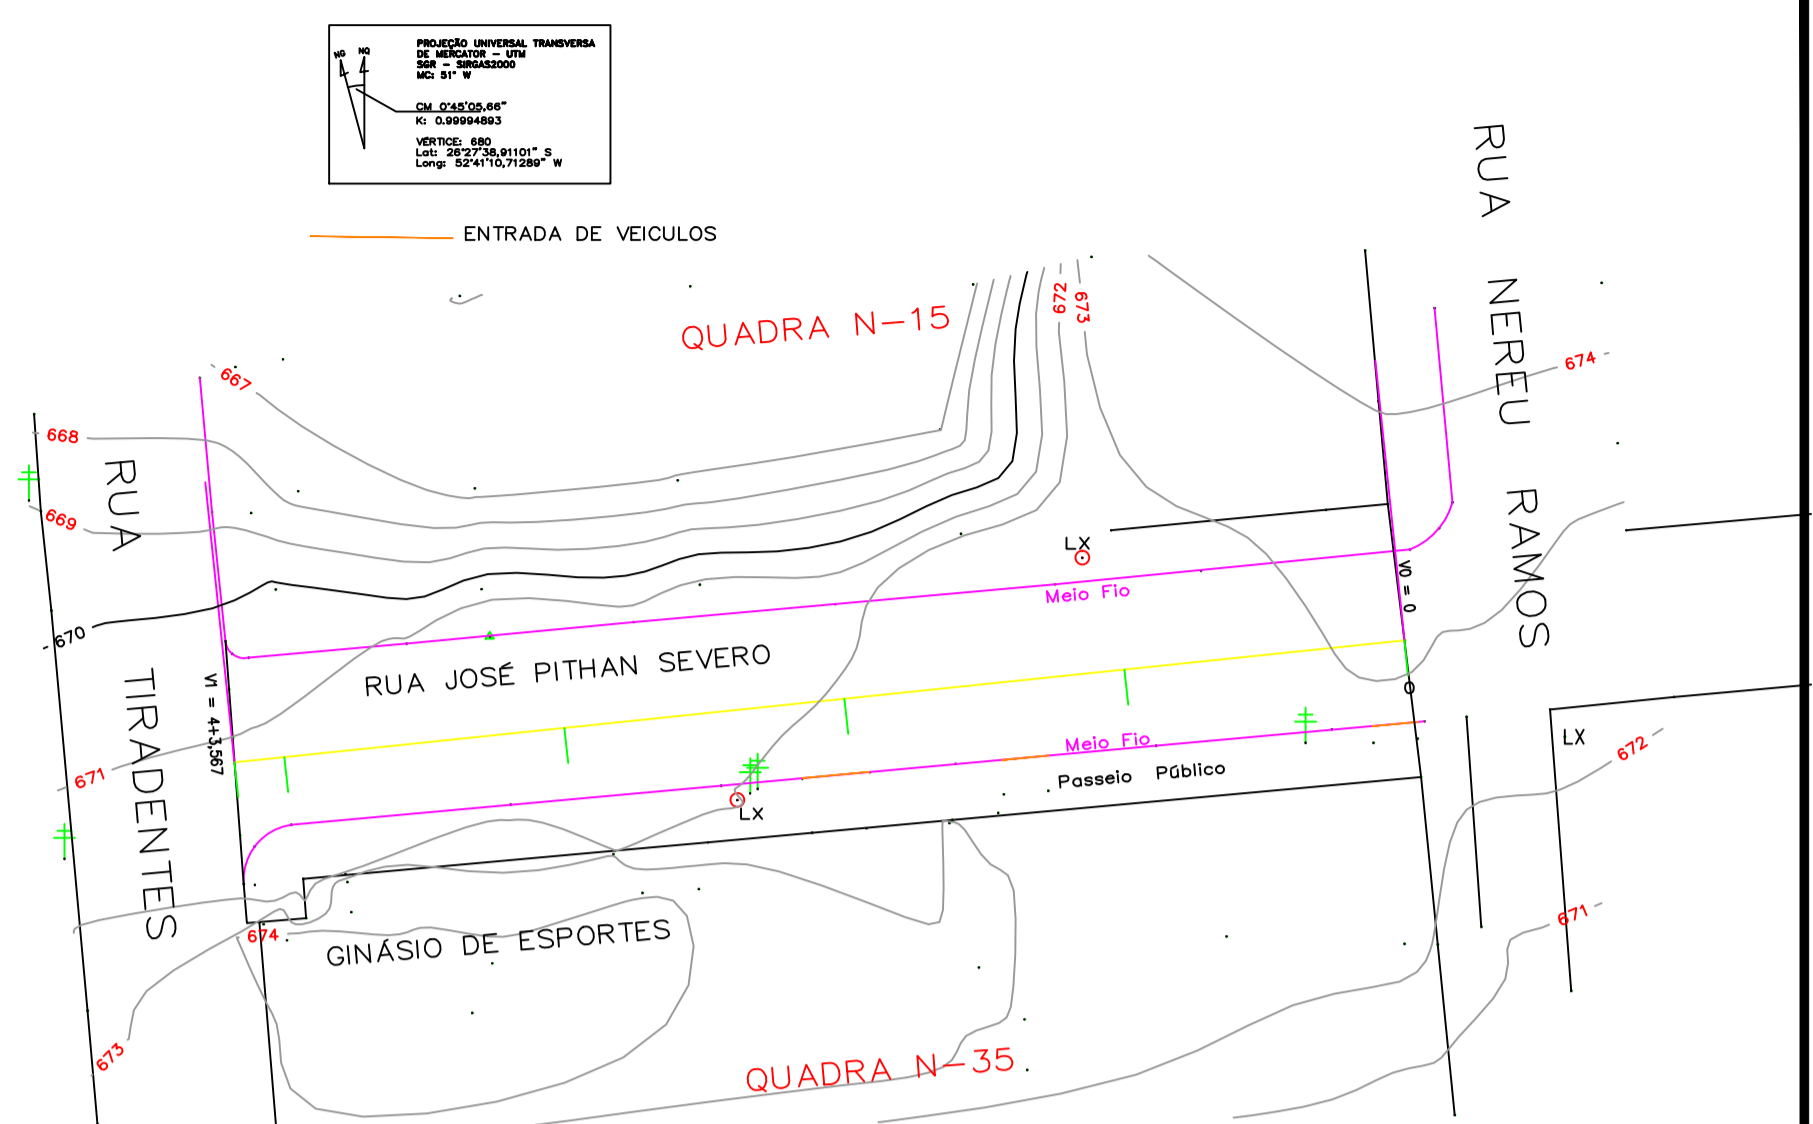 NG NQ
PROJEÇÃO UNIVERSAL TRANSVERSA
DE MERCATOR - UTM
SGR - SIRGAS2000
MC: 51° W
CM 0°45'05,66"
K: 0.99994893
VÉRTICE: 680
Lat: 26°27'38,91101" S
Long: 52°41'10,71289" W
ENTRADA DE VEICULOS
QUADRA N-15
672
673
674
667
668
669
670
671
RUA NEREU RAMOS
RUA TIRADENTES
LX
Meio Fio
V0 = 0
RUA JOSÉ PITHAN SEVERO
V1 = 4+3,567
0
Meio Fio
Passeio Público
LX
LX
672
671
674
673
GINÁSIO DE ESPORTES
QUADRA N-35